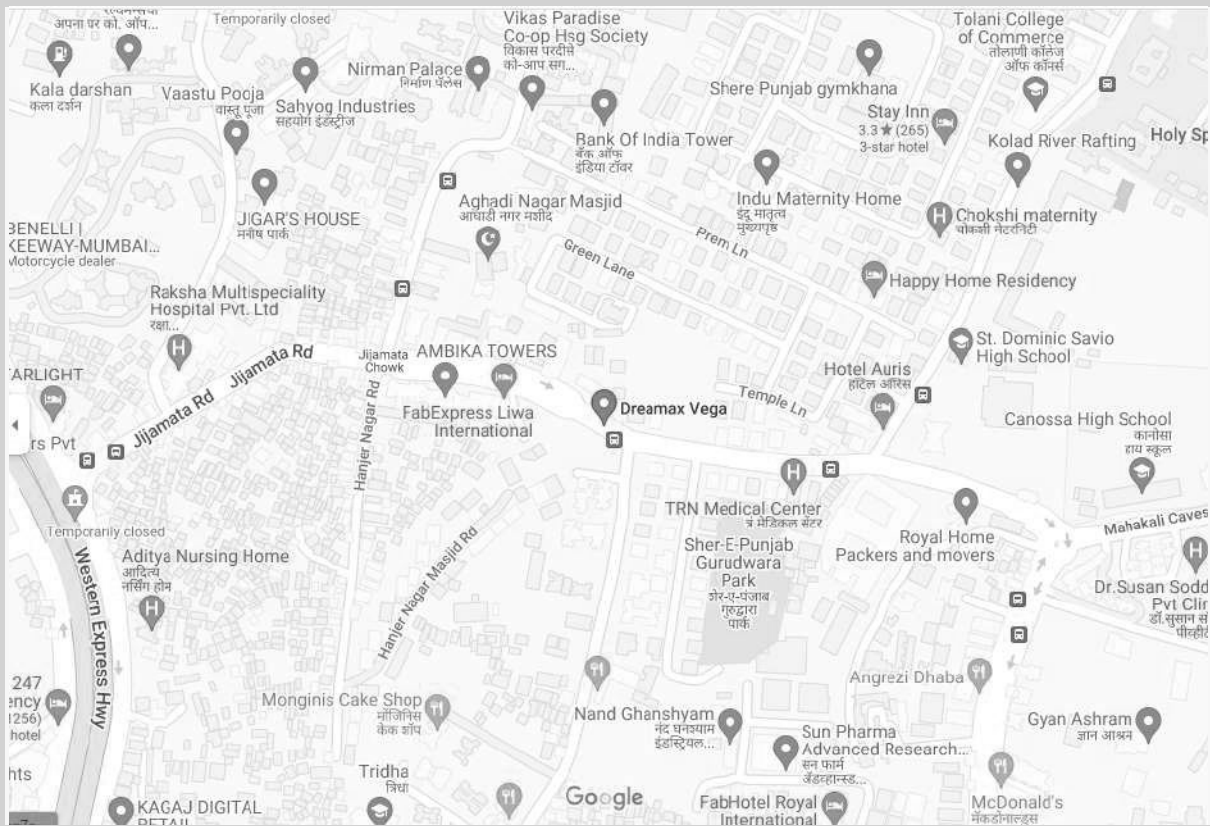 अपना पर को. ऑप...
Kala darshan
कला दर्शन
Temporarily closed
Vaastu Pooja
वास्तू पूजा
Sahyog Industries
सहयोग इंडस्ट्रीज
Nirman Palace
निर्माण पॅलेस
Vikas Paradise
Co-op Hsg Society
विकास परदीसे
को-आप सग...
Bank Of India Tower
बँक ऑफ
इंडिया टॉवर
Shere Punjab gymkhana
Tolani College
of Commerce
तोलाणी कॉलेज
ऑफ कॉमर्स
Stay Inn
3.3★(265)
3-star hotel
Kolad River Rafting
Holy Sp
JIGAR'S HOUSE
मनीष पार्क
Aghadi Nagar Masjid
आघाडी नगर मशीद
Indu Maternity Home
इंदू मातृत्व
मुख्यपृष्ठ
Chokshi maternity
चोकसी मेटरनिटी
BENELLI |
KEEWAY-MUMBAI...
Motorcycle dealer
Green Lane
Prem Ln
Happy Home Residency
Raksha Multispeciality
Hospital Pvt. Ltd
रक्षा...
Jijamata Rd
Jijamata Rd
Jijamata
Chowk
AMBIKA TOWERS
FabExpress Liwa
International
Dreamax Vega
Temple Ln
Hotel Auris
हॉटेल ऑरिस
St. Dominic Savio
High School
Canossa High School
कानोसा
हाय स्कूल
TARLIGHT
rs Pvt
Temporarily closed
Hanjer Nagar Rd
Hanjer Nagar Masjid Rd
Aditya Nursing Home
आदित्य
नर्सिंग होम
Western Express Hwy
TRN Medical Center
त्रं मेडिकल सेंटर
Sher-E-Punjab
Gurudwara
Park
शेर-ए-पंजाब
गुरुद्वारा
पार्क
Royal Home
Packers and movers
Mahakali Caves
Dr.Susan Sodd
Pvt Clin
डॉ.सुसान सो
पीव्हीटी
247
ency
1256)
hotel
Monginis Cake Shop
मॉजिनिस
केक शॉप
Nand Ghanshyam
नंद घनश्याम
इंडस्ट्रियल...
Sun Pharma
Advanced Research...
सन फार्म
अॅडव्हान्स्ड...
Angrezi Dhaba
Gyan Ashram
ज्ञान आश्रम
hts
KAGAJ DIGITAL
RETAIL
Tridha
त्रिधा
Google
FabHotel Royal
International
McDonald's
मॅकडोनाल्ड्स